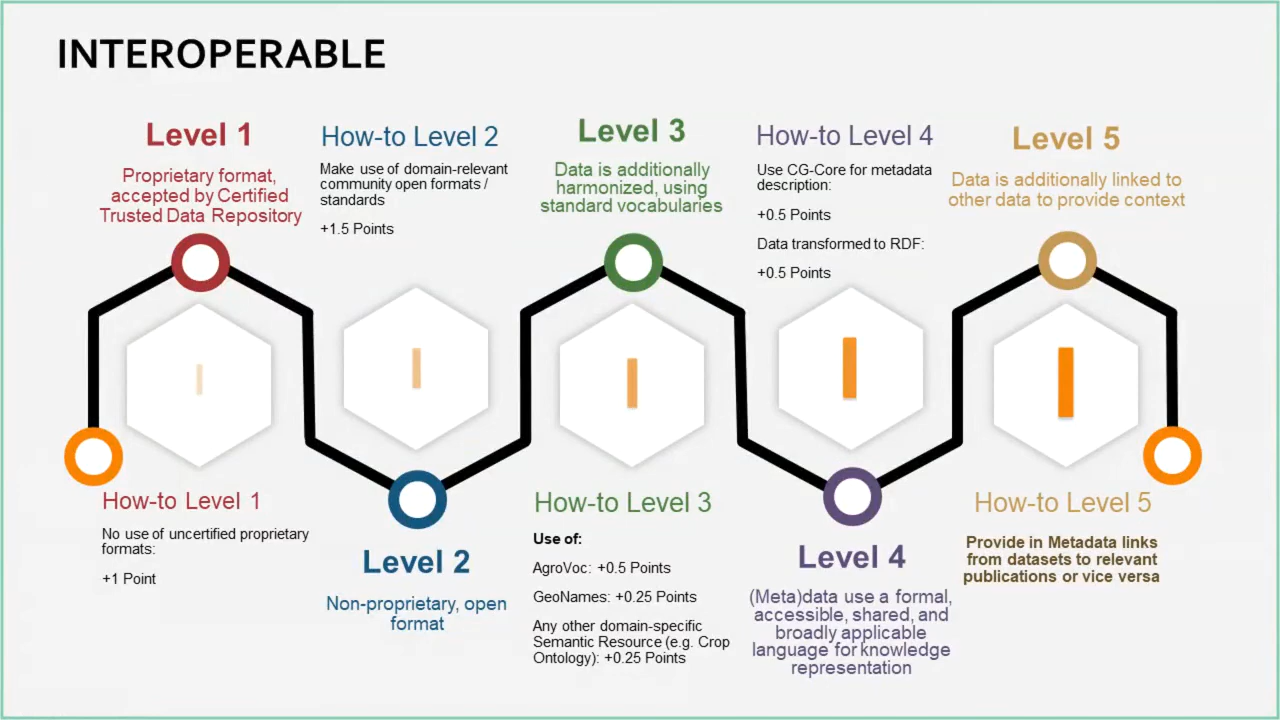 INTEROPERABLE
Level 1
Proprietary format,
accepted by Certified
Trusted Data Repository
How-to Level 1
No use of uncertified proprietary
formats:
+1 Point
How-to Level 2
Make use of domain-relevant
community open formats /
standards
+1.5 Points
Level 2
Non-proprietary, open
format
Level 3
Data is additionally
harmonized, using
standard vocabularies
How-to Level 3
Use of:
AgroVoc: +0.5 Points
GeoNames: +0.25 Points
Any other domain-specific
Semantic Resource (e.g. Crop
Ontology): +0.25 Points
How-to Level 4
Use CG-Core for metadata
description:
+0.5 Points
Data transformed to RDF:
+0.5 Points
Level 4
(Meta)data use a formal,
accessible, shared, and
broadly applicable
language for knowledge
representation
Level 5
Data is additionally linked to
other data to provide context
How-to Level 5
Provide in Metadata links
from datasets to relevant
publications or vice versa
I
I
I
I
I